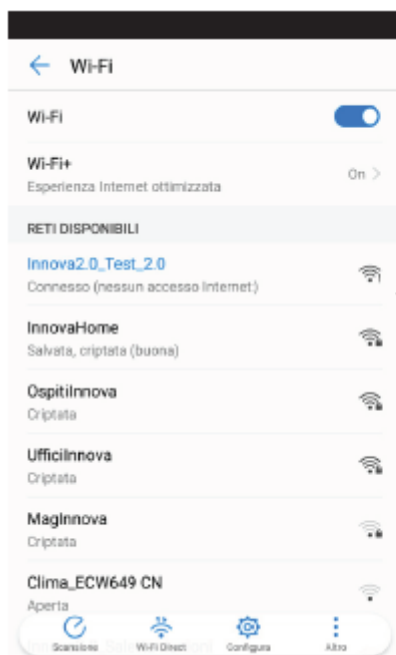 Wi-Fi
Wi-Fi
Wi-Fi+
Esperienza Internet ottimizzata
On
RETI DISPONIBILI
Innova2.0_Test_2.0
Connesso (nessun accesso Internet)
InnovaHome
Salvata, criptata (buona)
OspitiInnova
Criptata
UfficiInnova
Criptata
MagInnova
Criptata
Clima_ECW649 CN
Aperta
Scansione Wi-Fi Direct Configura Altro